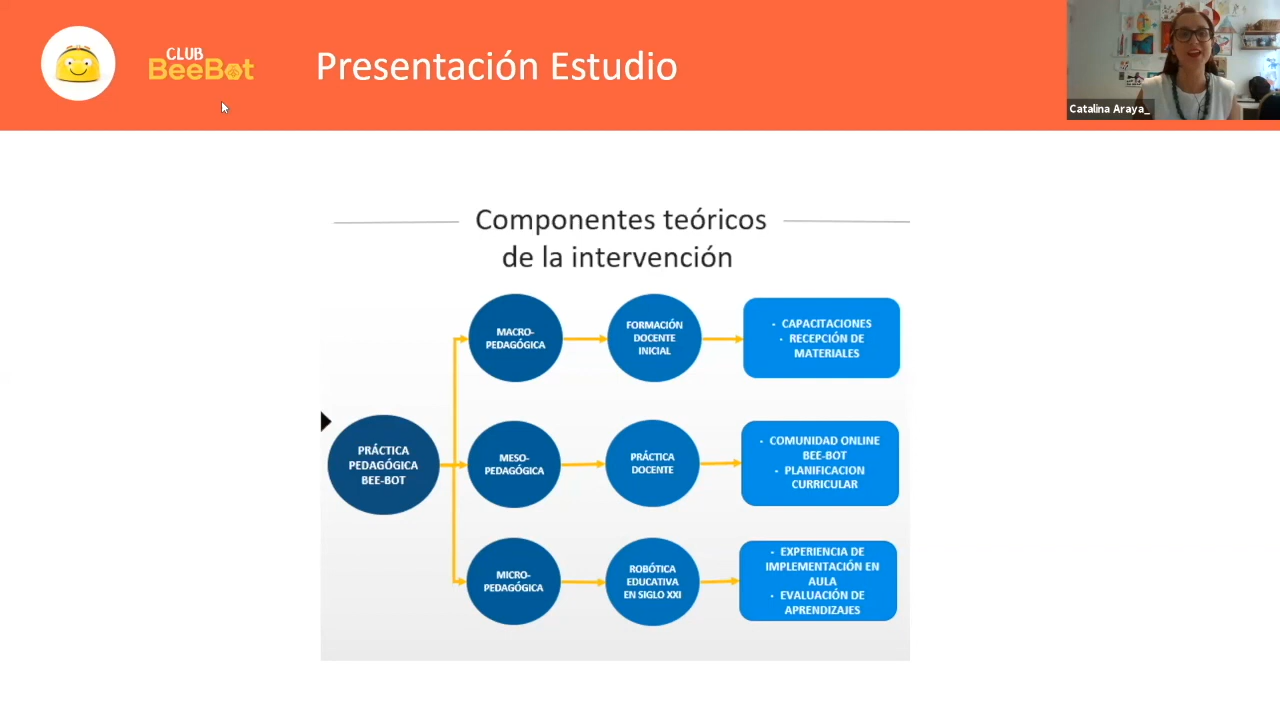 CLUB
BeeBot
Presentación Estudio
Catalina Araya_
Componentes teóricos
de la intervención
PRÁCTICA
PEDAGÓGICA
BEE-BOT
MACRO-
PEDAGÓGICA
FORMACIÓN
DOCENTE
INICIAL
• CAPACITACIONES
• RECEPCIÓN DE
MATERIALES
MESO-
PEDAGÓGICA
PRÁCTICA
DOCENTE
• COMUNIDAD ONLINE
BEE-BOT
• PLANIFICACION
CURRICULAR
MICRO-
PEDAGÓGICA
ROBÓTICA
EDUCATIVA
EN SIGLO XXI
• EXPERIENCIA DE
IMPLEMENTACIÓN EN
AULA
• EVALUACIÓN DE
APRENDIZAJES